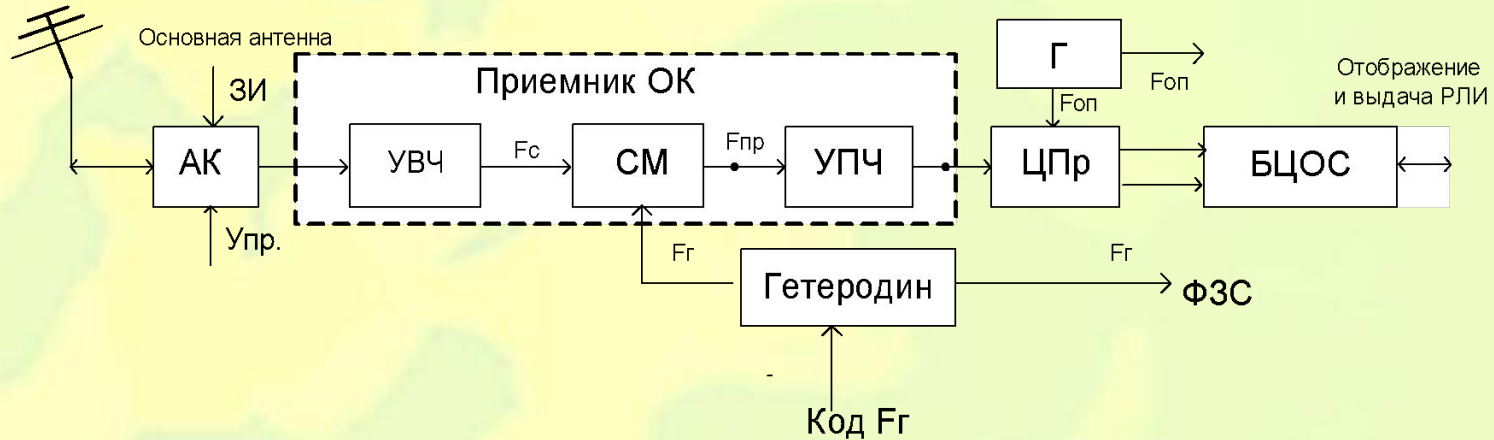 Основная антенна
ЗИ
АК
Упр.
Приемник ОК
УВЧ
Fс
СМ
Fпр
УПЧ
Г
Fоп
Fоп
ЦПр
БЦОС
Отображение
и выдача РЛИ
Fг
Гетеродин
Fг
ФЗС
-
Код Fг